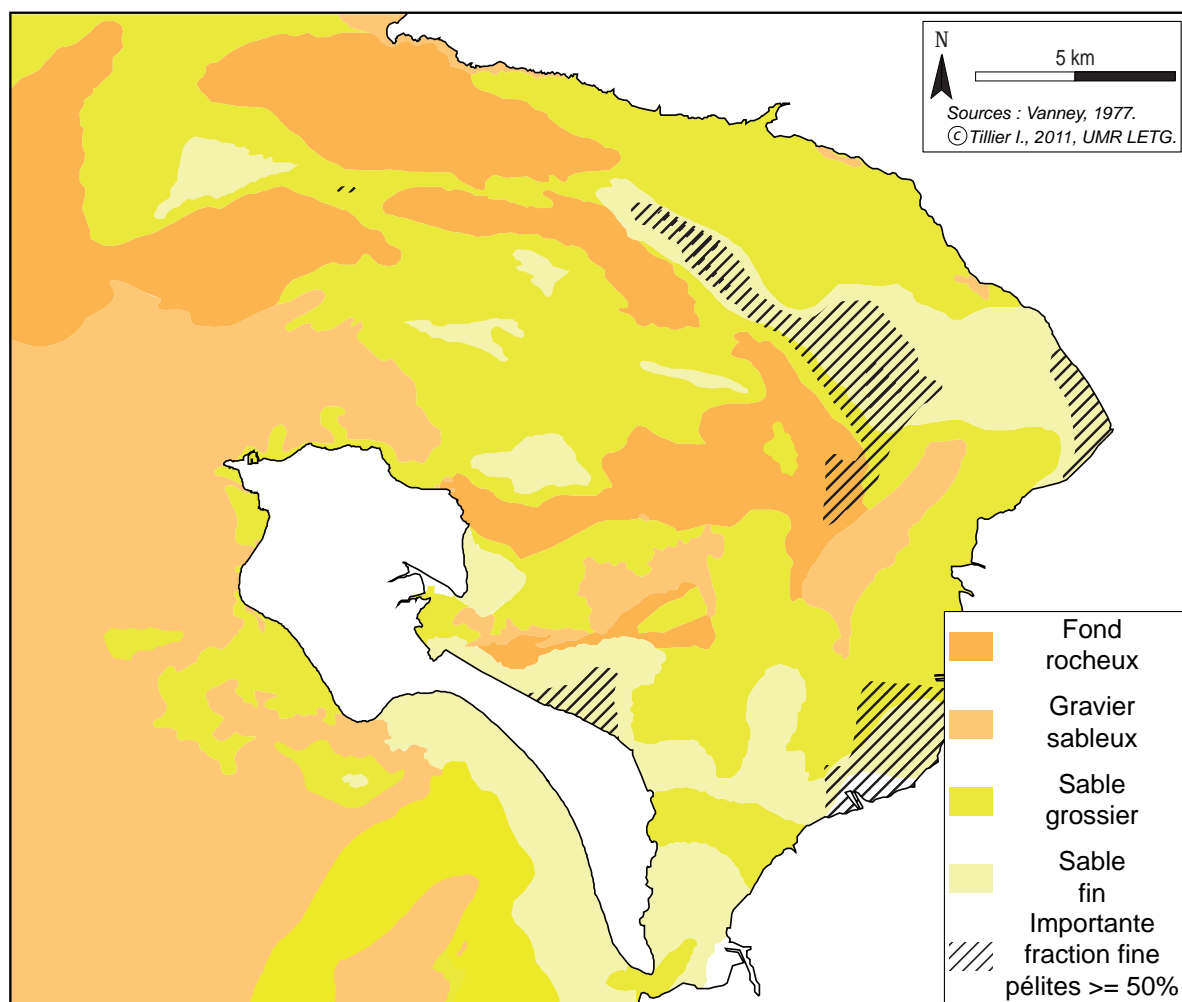 N
5 km
Sources : Vanney, 1977.
©Tillier I., 2011, UMR LETG.
Fond
rocheux
Gravier
sableux
Sable
grossier
Sable
fin
Importante
fraction fine
pélites >= 50%